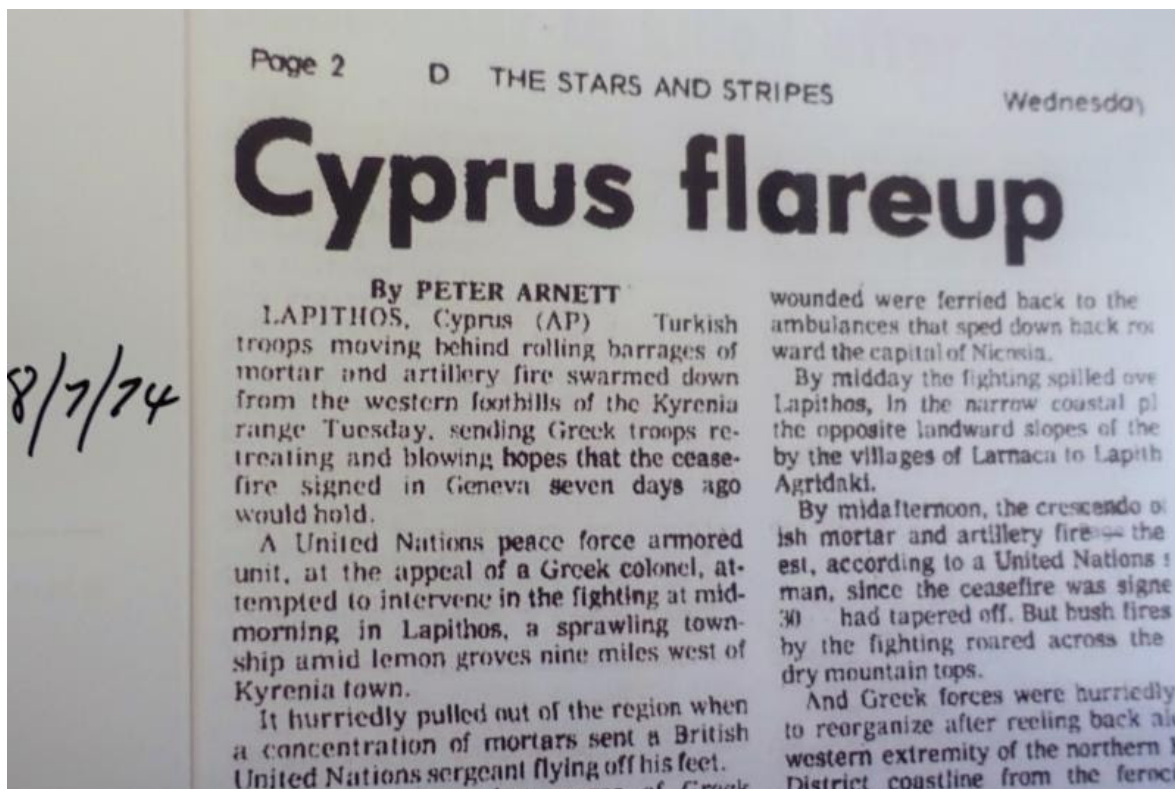 Page 2 D THE STARS AND STRIPES Wednesday
Cyprus flareup
8/7/74
By PETER ARNETT
LAPITHOS, Cyprus (AP) Turkish
troops moving behind rolling barrages of
mortar and artillery fire swarmed down
from the western foothills of the Kyrenia
range Tuesday, sending Greek troops re-
treating and blowing hopes that the cease-
fire signed in Geneva seven days ago
would hold.
A United Nations peace force armored
unit, at the appeal of a Greek colonel, at-
tempted to intervene in the fighting at mid-
morning in Lapithos, a sprawling town-
ship amid lemon groves nine miles west of
Kyrenia town.
It hurriedly pulled out of the region when
a concentration of mortars sent a British
United Nations sergeant flying off his feet.
of Greek
wounded were ferried back to the
ambulances that sped down back
ward the capital of Nicosia.
By midday the fighting spilled
Lapithos, in the narrow coastal
the opposite landward slopes of the
by the villages of Larnaca to
Agridaki.
By midafternoon, the crescendo
ish mortar and artillery fire the
est, according to a United Nations
man, since the ceasefire was
30 had tapered off. But bush fires
by the fighting roared across the
dry mountain tops.
And Greek forces were hurriedly
to reorganize after reeling back
western extremity of the northern
District coastline from the